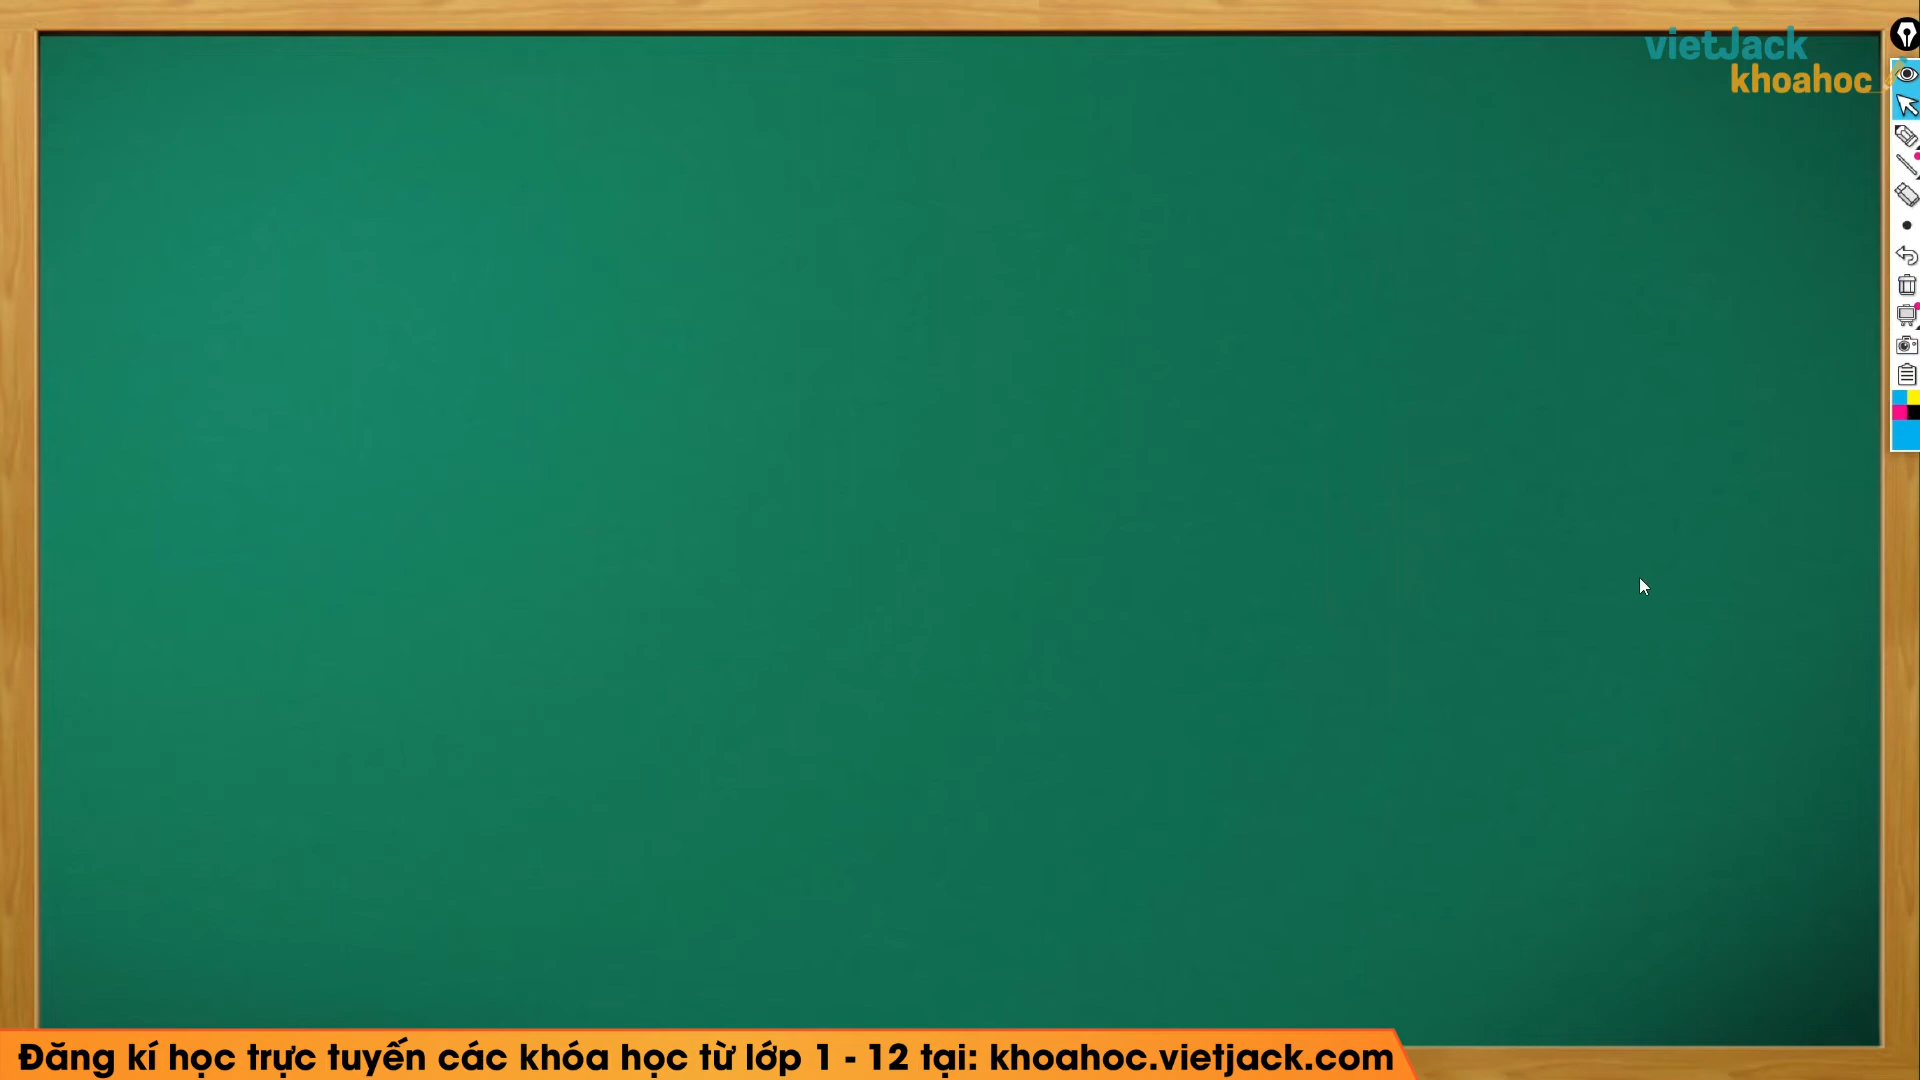 vietJack
khoahoc
Đăng kí học trực tuyến các khóa học từ lớp 1 - 12 tại: khoahoc.vietjack.com